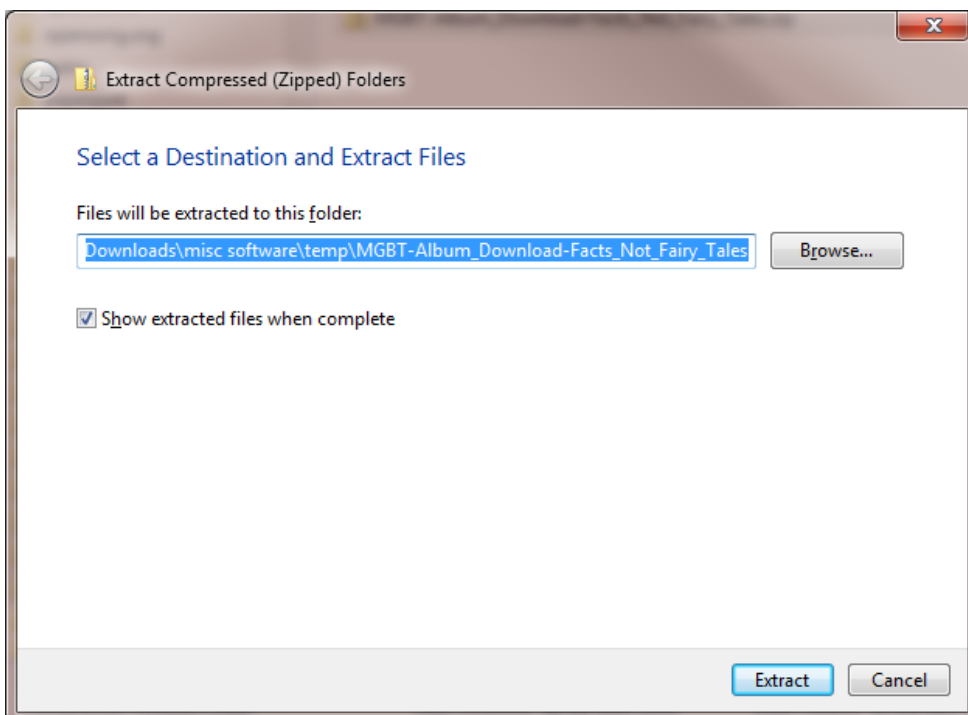 Extract Compressed (Zipped) Folders
Select a Destination and Extract Files
Files will be extracted to this folder:
Downloads\misc software\temp\MGBT-Album_Download-Facts_Not_Fairy_Tales
Browse...
Show extracted files when complete
Extract
Cancel